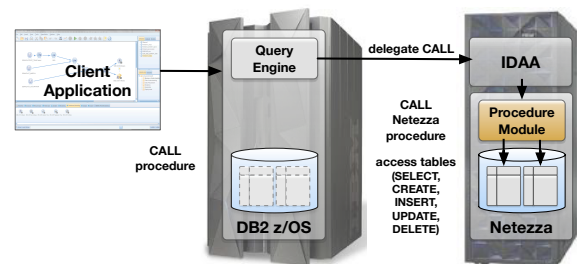 Client
Application
CALL
procedure
Query
Engine
DB2 z/OS
delegate CALL
CALL
Netezza
procedure
access tables
(SELECT,
CREATE,
INSERT,
UPDATE,
DELETE)
IDAA
Procedure
Module
Netezza